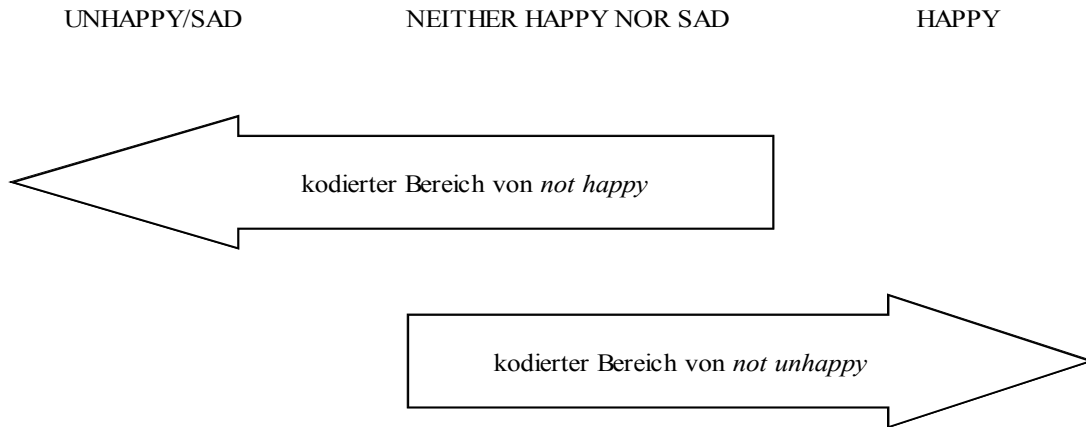 UNHAPPY/SAD NEITHER HAPPY NOR SAD HAPPY
kodierter Bereich von not happy
kodierter Bereich von not unhappy